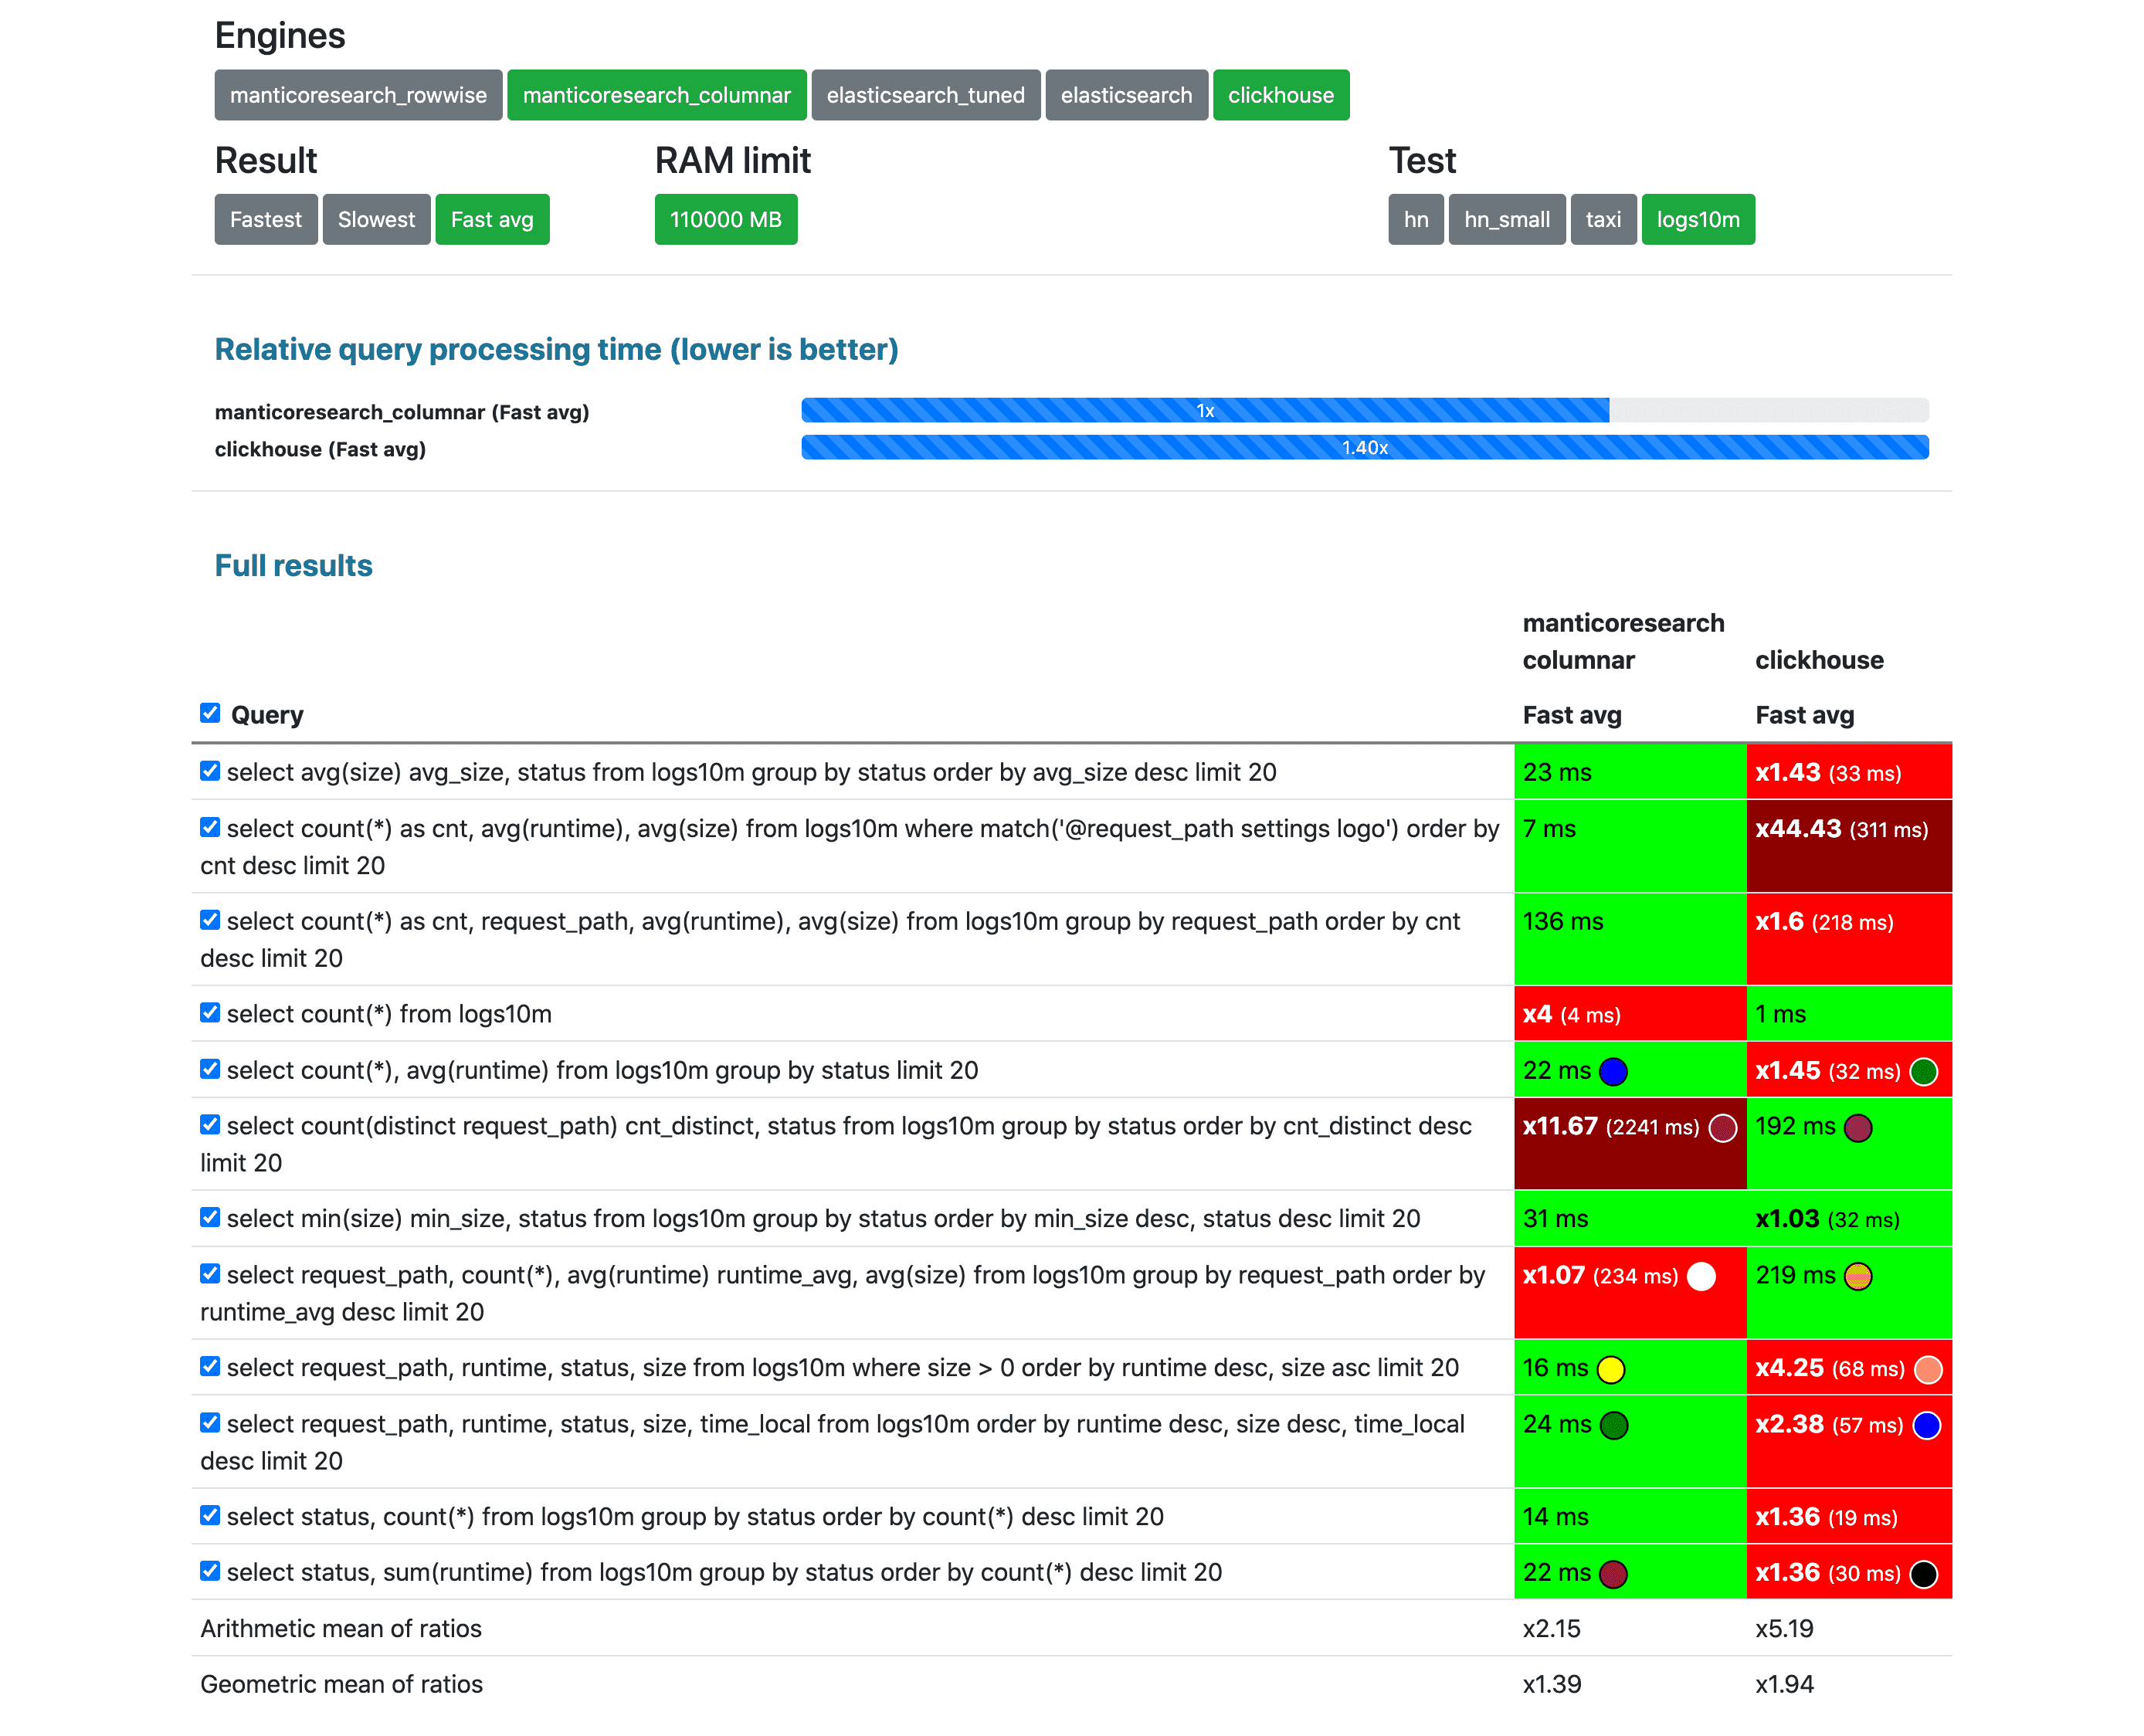 Engines
manticoresearch_rowwise manticoresearch_columnar elasticsearch_tuned elasticsearch clickhouse
Result RAM limit Test
Fastest Slowest Fast avg 110000 MB hn hn_small taxi logs10m
Relative query processing time (lower is better)
manticoresearch_columnar (Fast avg) 1x
clickhouse (Fast avg) 1.40x
Full results
manticoresearch
columnar clickhouse
Query Fast avg Fast avg
select avg(size) avg_size, status from logs10m group by status order by avg_size desc limit 20 23 ms x1.43 (33 ms)
select count(*) as cnt, avg(runtime), avg(size) from logs10m where match('@request_path settings logo') order by 7 ms x44.43 (311 ms)
cnt desc limit 20
select count(*) as cnt, request_path, avg(runtime), avg(size) from logs10m group by request_path order by cnt 136 ms x1.6 (218 ms)
desc limit 20
select count(*) from logs10m x4 (4 ms) 1 ms
select count(*), avg(runtime) from logs10m group by status limit 20 22 ms x1.45 (32 ms)
select count(distinct request_path) cnt_distinct, status from logs10m group by status order by cnt_distinct desc x11.67 (2241 ms) 192 ms
limit 20
select min(size) min_size, status from logs10m group by status order by min_size desc, status desc limit 20 31 ms x1.03 (32 ms)
select request_path, count(*), avg(runtime) runtime_avg, avg(size) from logs10m group by request_path order by x1.07 (234 ms) 219 ms
runtime_avg desc limit 20
select request_path, runtime, status, size from logs10m where size > 0 order by runtime desc, size asc limit 20 16 ms x4.25 (68 ms)
select request_path, runtime, status, size, time_local from logs10m order by runtime desc, size desc, time_local 24 ms x2.38 (57 ms)
desc limit 20
select status, count(*) from logs10m group by status order by count(*) desc limit 20 14 ms x1.36 (19 ms)
select status, sum(runtime) from logs10m group by status order by count(*) desc limit 20 22 ms x1.36 (30 ms)
Arithmetic mean of ratios x2.15 x5.19
Geometric mean of ratios x1.39 x1.94